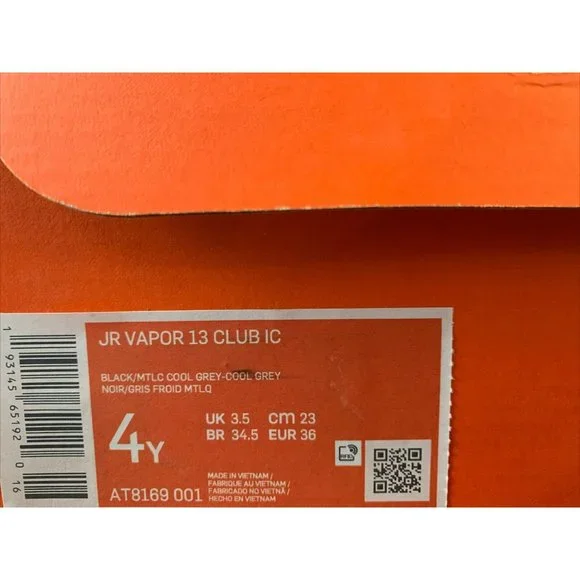 JR VAPOR 13 CLUB IC
BLACK/MTLC COOL GREY-COOL GREY
NOIR/GRIS FROID MTLQ
4Y
UK 3.5 cm 23
BR 34.5 EUR 36
AT8169 001
MADE IN VIETNAM /
FABRIQUE AU VIETNAM /
FABRICADO NO VIETNÃ /
HECHO EN VIETNAM
1 93145 65192 0 16